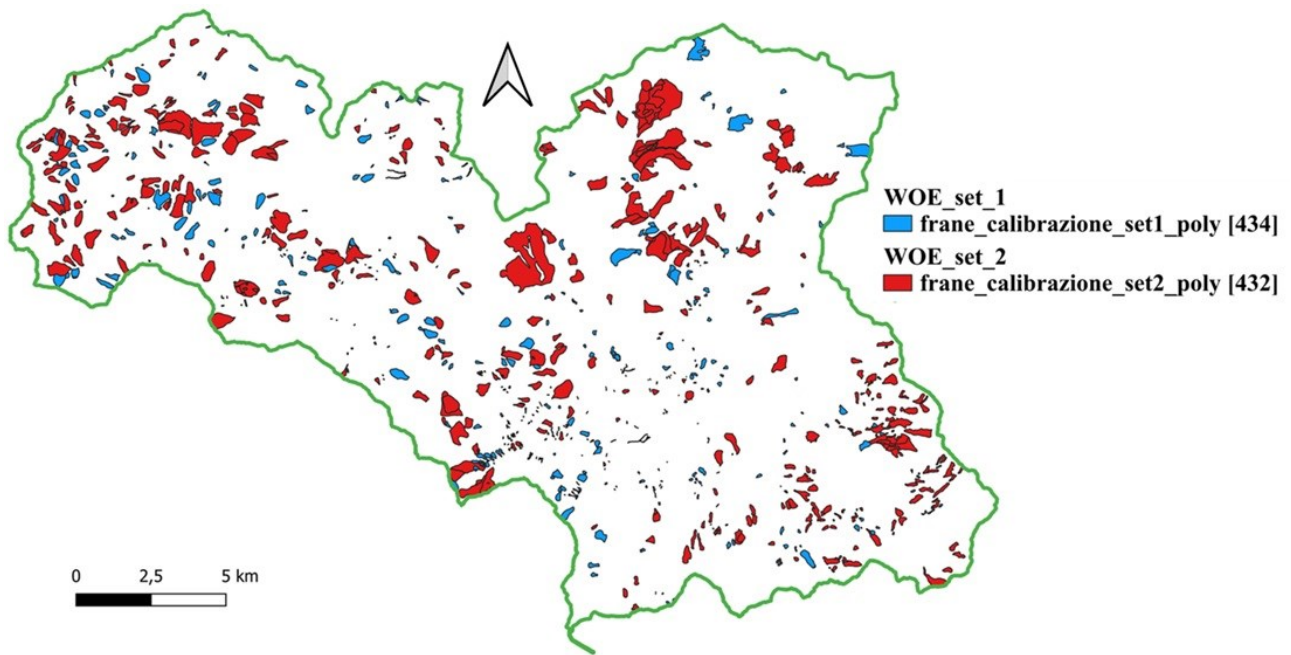 WOE_set_1
frane_calibrazione_set1_poly [434]
WOE_set_2
frane_calibrazione_set2_poly [432]
0 2,5 5 km